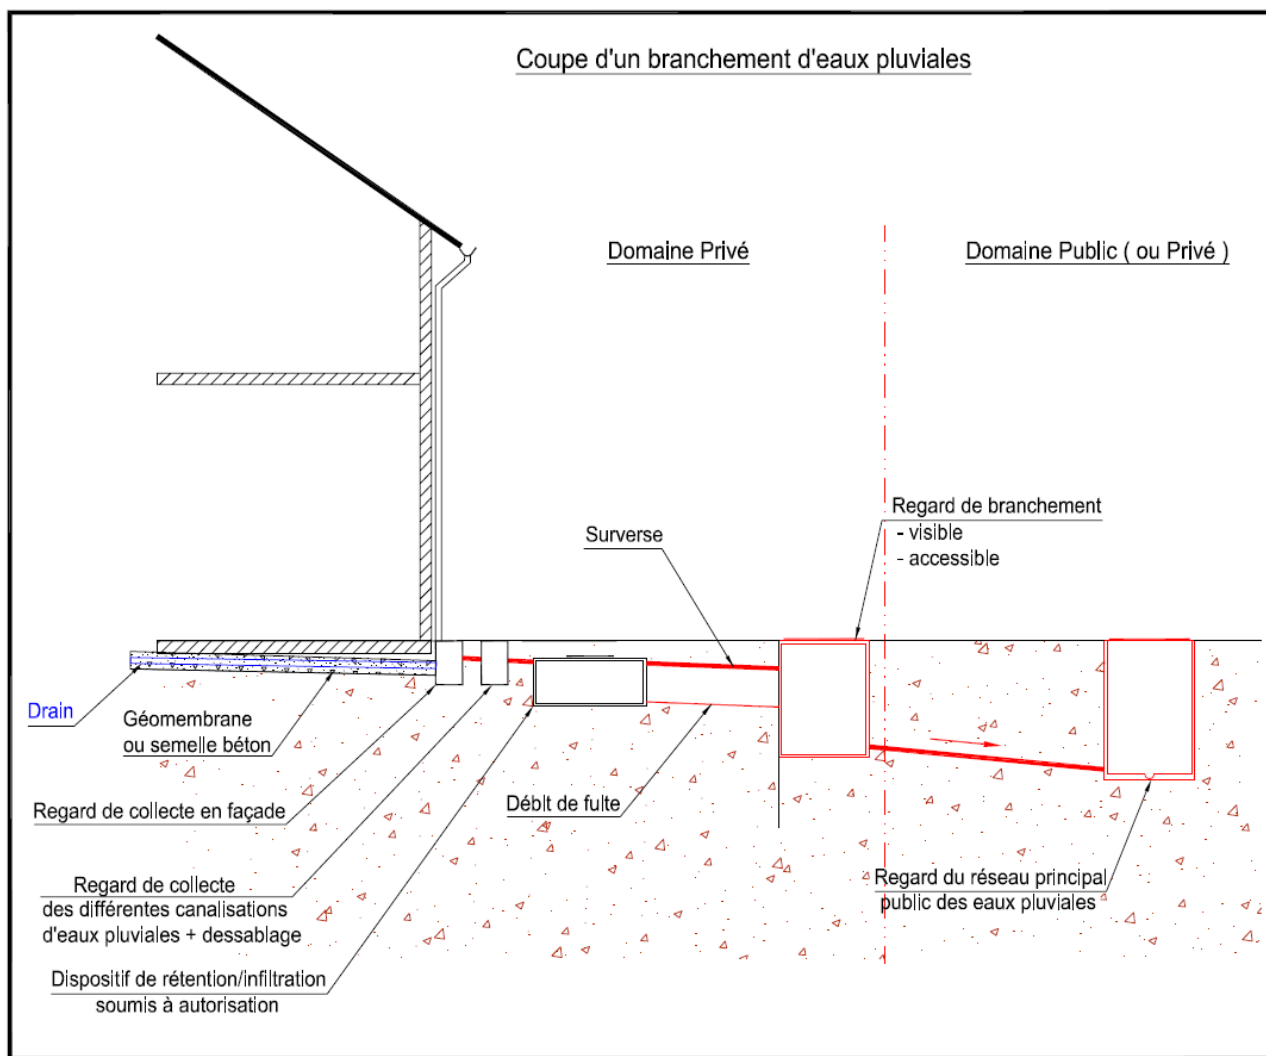 Coupe d'un branchement d'eaux pluviales
Domaine Privé
Domaine Public ( ou Privé )
Regard de branchement
- visible
- accessible
Surverse
Drain
Géomembrane
ou semelle béton
Regard de collecte en façade
Débit de fuite
Regard de collecte
des différentes canalisations
d'eaux pluviales + dessablage
Regard du réseau principal
public des eaux pluviales
Dispositif de rétention/infiltration
soumis à autorisation